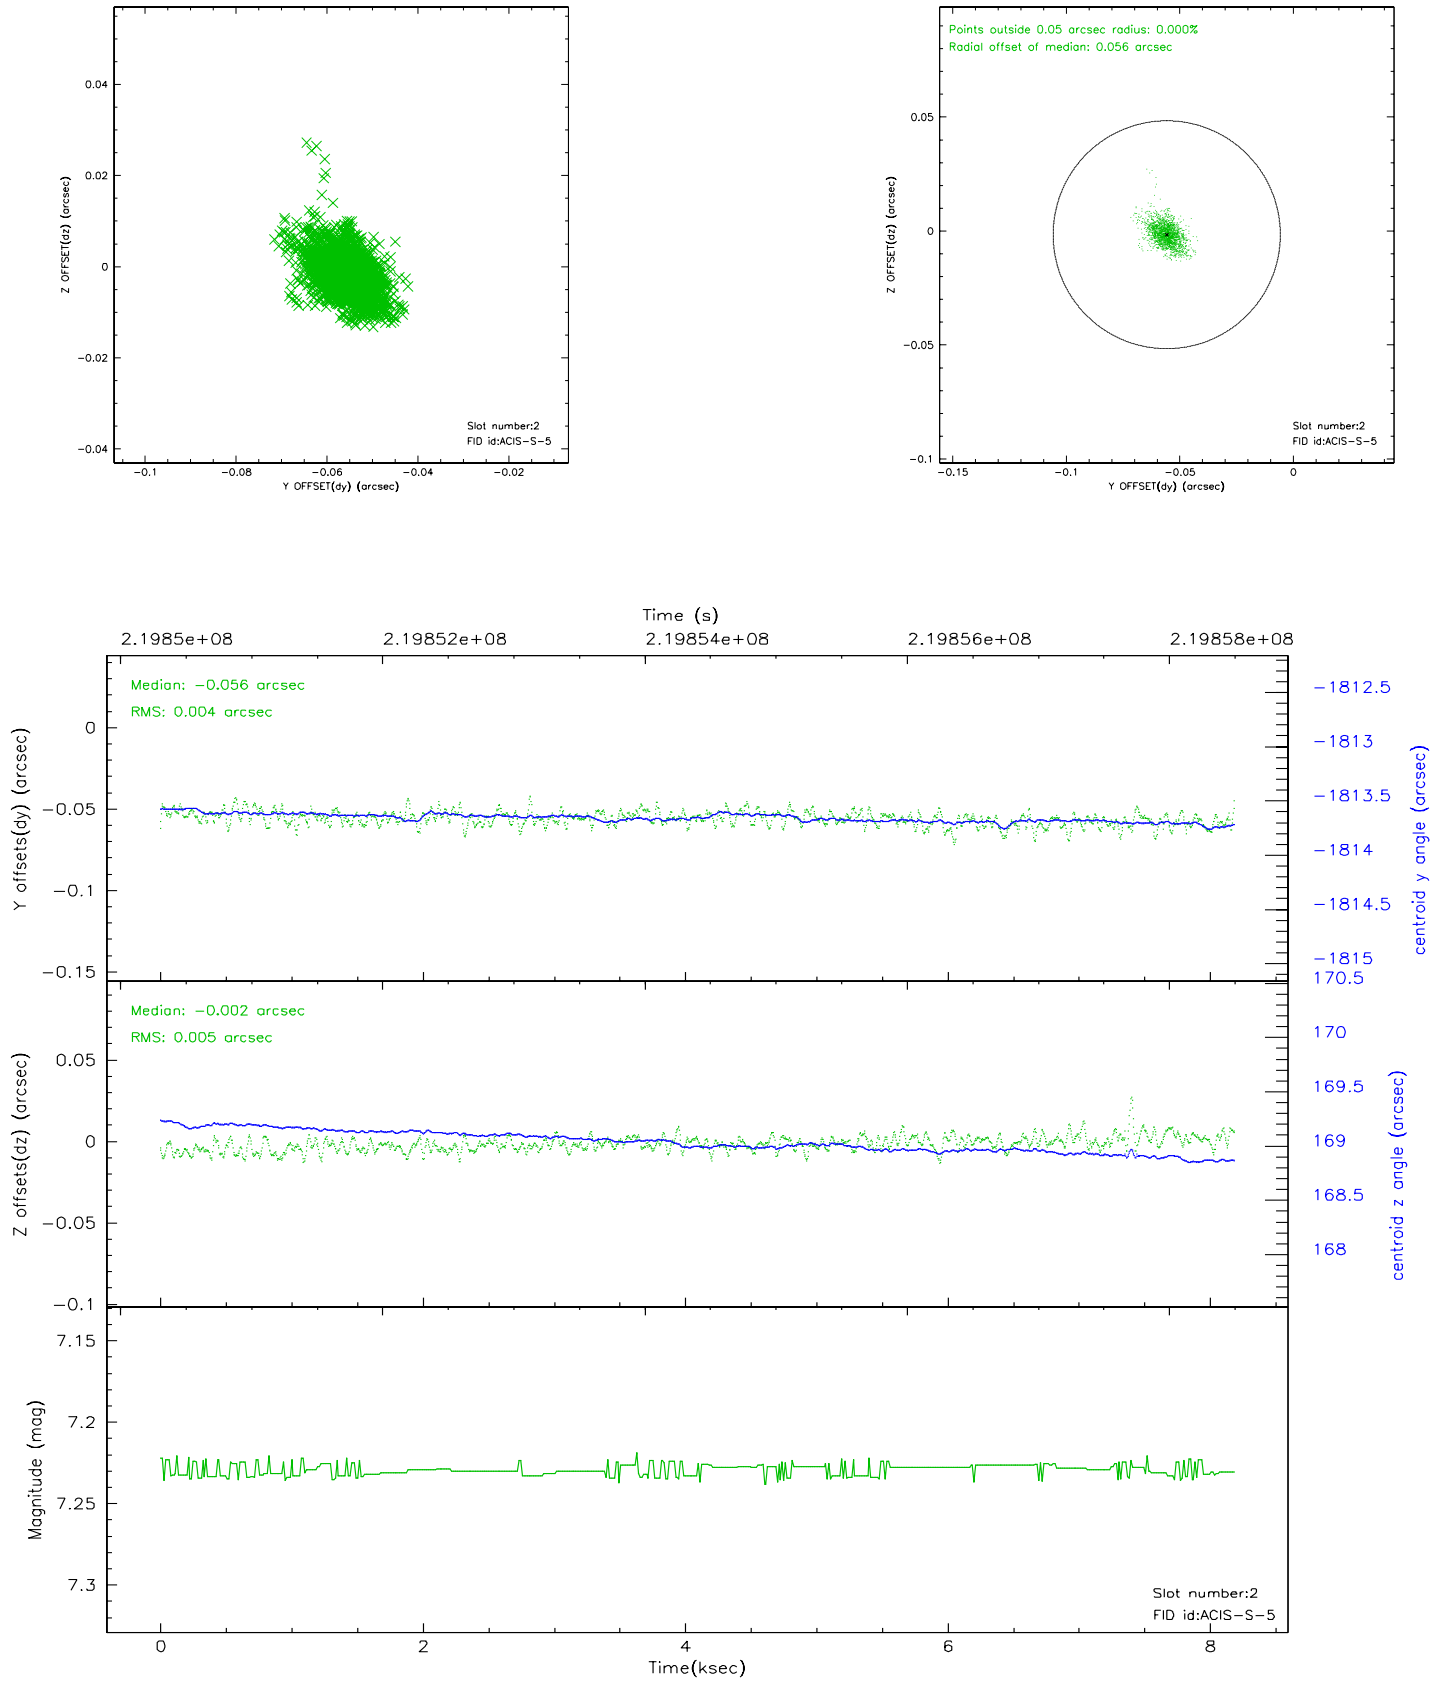 0.04
0.02
0
−0.02
−0.04
Z OFFSET(dz) (arcsec)
−0.1
−0.08
−0.06
−0.04
−0.02
Y OFFSET(dy) (arcsec)
Slot number:2
FID id:ACIS−S−5
Points outside 0.05 arcsec radius: 0.000%
Radial offset of median: 0.056 arcsec
0.05
0
−0.05
−0.1
Z OFFSET(dz) (arcsec)
−0.15
−0.1
−0.05
0
Y OFFSET(dy) (arcsec)
Slot number:2
FID id:ACIS−S−5
Time (s)
2.1985e+08
2.19852e+08
2.19854e+08
2.19856e+08
2.19858e+08
Median: −0.056 arcsec
RMS: 0.004 arcsec
0
−0.05
−0.1
−0.15
Y offsets(dy) (arcsec)
−1812.5
−1813
−1813.5
−1814
−1814.5
−1815
centroid y angle (arcsec)
Median: −0.002 arcsec
RMS: 0.005 arcsec
0.05
0
−0.05
−0.1
Z offsets(dz) (arcsec)
170.5
170
169.5
169
168.5
168
centroid z angle (arcsec)
7.15
7.2
7.25
7.3
Magnitude (mag)
Slot number:2
FID id:ACIS−S−5
0
2
4
6
8
Time(ksec)